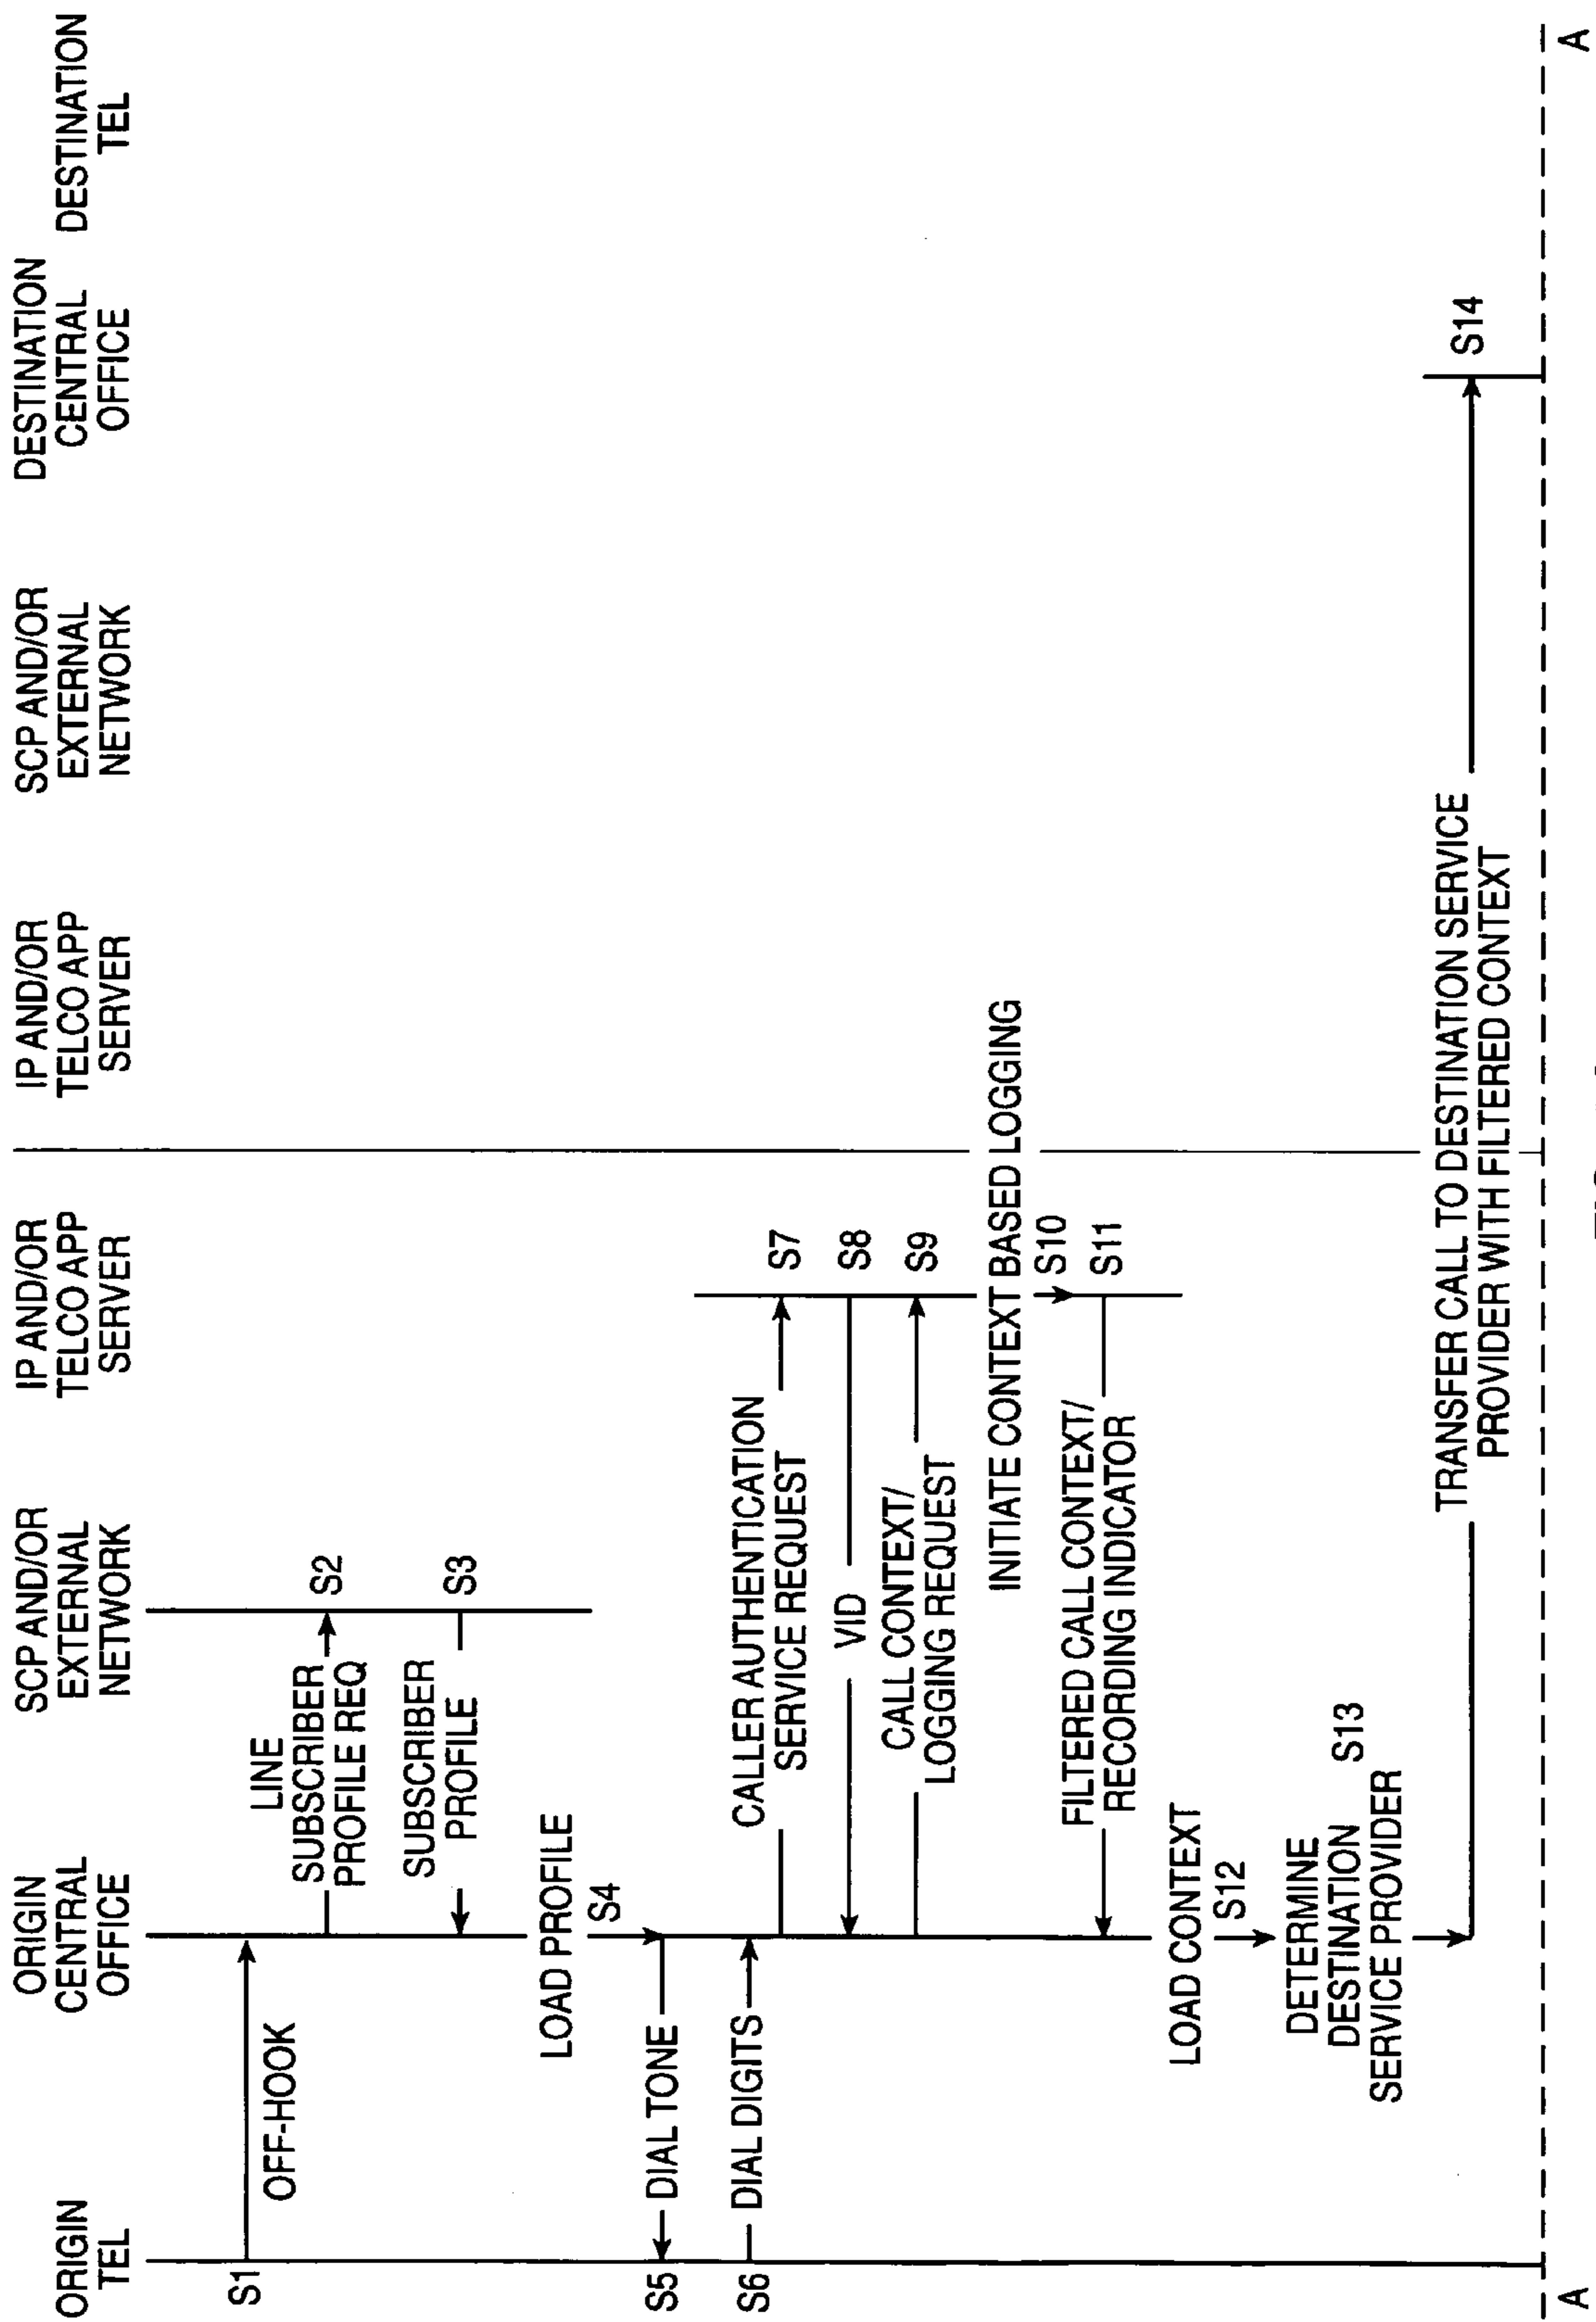 ORIGIN
TEL
ORIGIN
CENTRAL
OFFICE
SCP AND/OR
EXTERNAL
NETWORK
IP AND/OR
TELCO APP
SERVER
IP AND/OR
TELCO APP
SERVER
SCP AND/OR
EXTERNAL
NETWORK
DESTINATION
CENTRAL
OFFICE
DESTINATION
TEL
S1
OFF-HOOK
LINE
SUBSCRIBER
PROFILE REQ
S2
SUBSCRIBER
PROFILE
S3
LOAD PROFILE
S4
S5
DIAL TONE
S6
DIAL DIGITS
CALLER AUTHENTICATION
SERVICE REQUEST
S7
VID
S8
CALL CONTEXT/
LOGGING REQUEST
S9
INITIATE CONTEXT BASED LOGGING
S10
FILTERED CALL CONTEXT/
RECORDING INDICATOR
S11
LOAD CONTEXT
S12
DETERMINE
DESTINATION
SERVICE PROVIDER
S13
TRANSFER CALL TO DESTINATION SERVICE
PROVIDER WITH FILTERED CONTEXT
S14
A
A